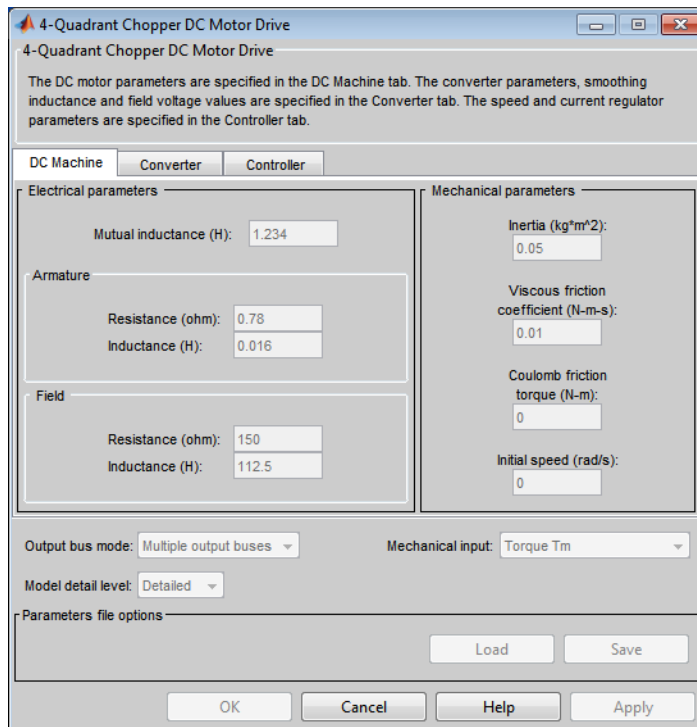 4-Quadrant Chopper DC Motor Drive
4-Quadrant Chopper DC Motor Drive
The DC motor parameters are specified in the DC Machine tab. The converter parameters, smoothing
inductance and field voltage values are specified in the Converter tab. The speed and current regulator
parameters are specified in the Controller tab.
DC Machine Converter Controller
Electrical parameters
Mutual inductance (H): 1.234
Armature
Resistance (ohm): 0.78
Inductance (H): 0.016
Field
Resistance (ohm): 150
Inductance (H): 112.5
Mechanical parameters
Inertia (kg*m^2):
0.05
Viscous friction
coefficient (N-m-s):
0.01
Coulomb friction
torque (N-m):
0
Initial speed (rad/s):
0
Output bus mode: Multiple output buses
Mechanical input: Torque Tm
Model detail level: Detailed
Parameters file options
Load Save
OK Cancel Help Apply